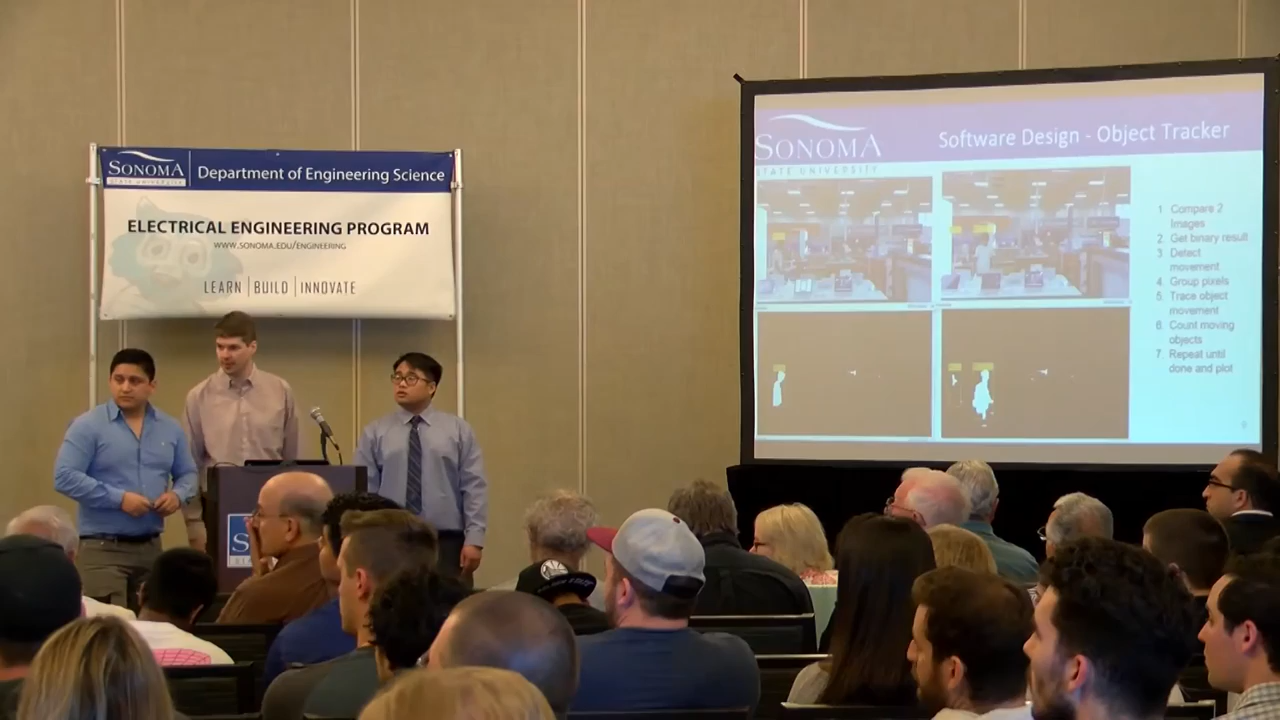 SONOMA
STATE UNIVERSITY
Department of Engineering Science
ELECTRICAL ENGINEERING PROGRAM
WWW.SONOMA.EDU/ENGINEERING
LEARN | BUILD | INNOVATE
S
SONOMA
STATE UNIVERSITY
Software Design - Object Tracker
1 Compare 2
Images
2. Get binary result
3. Detect
movement
4. Group pixels
5. Trace object
movement
6. Count moving
objects
7. Repeat until
done and plot